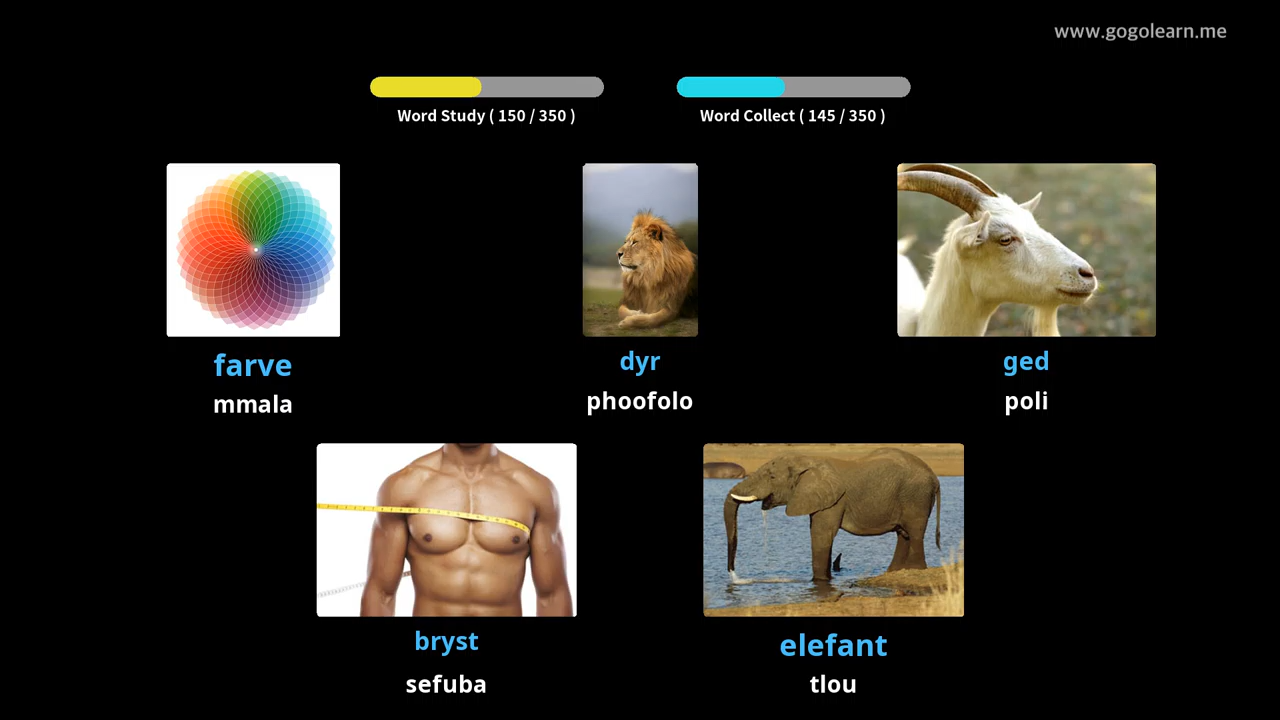 www.gogolearn.me
Word Study ( 150 / 350 )
Word Collect ( 145 / 350 )
farve
mmala
dyr
phoofolo
ged
poli
bryst
sefuba
elefant
tlou